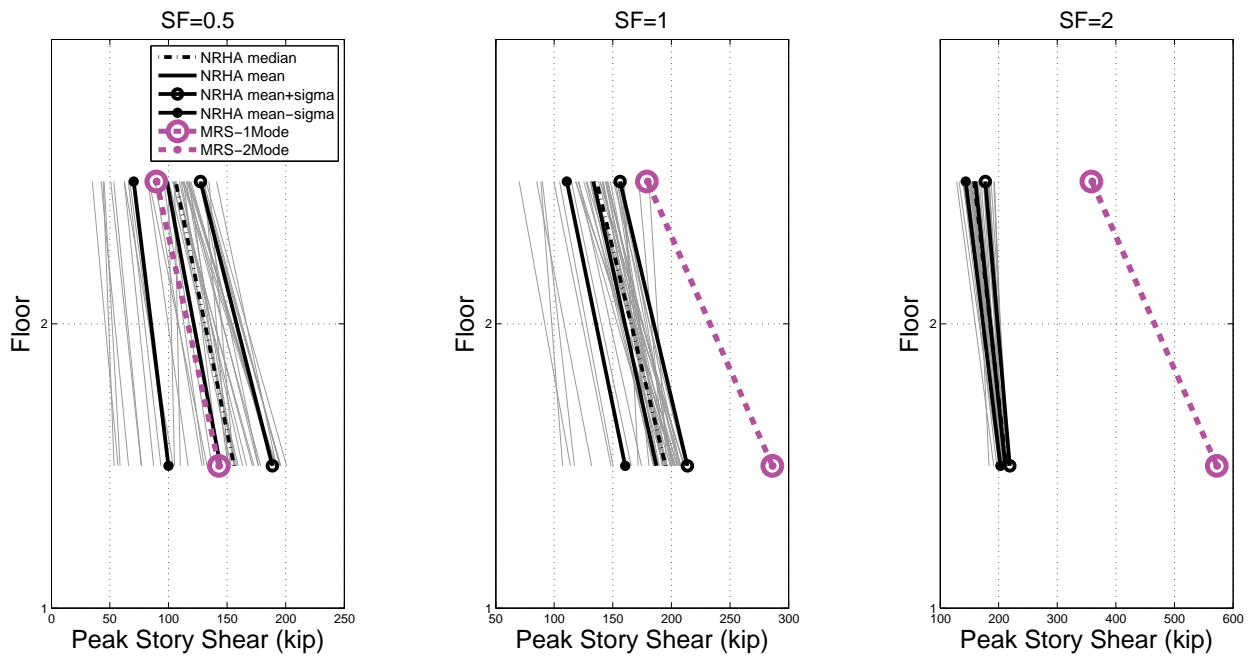 SF=0.5
NRHA median
NRHA mean
NRHA mean+sigma
NRHA mean−sigma
MRS−1Mode
MRS−2Mode
Floor
2
1
0 50 100 150 200 250
Peak Story Shear (kip)
SF=1
Floor
2
1
50 100 150 200 250 300
Peak Story Shear (kip)
SF=2
Floor
2
1
100 200 300 400 500 600
Peak Story Shear (kip)